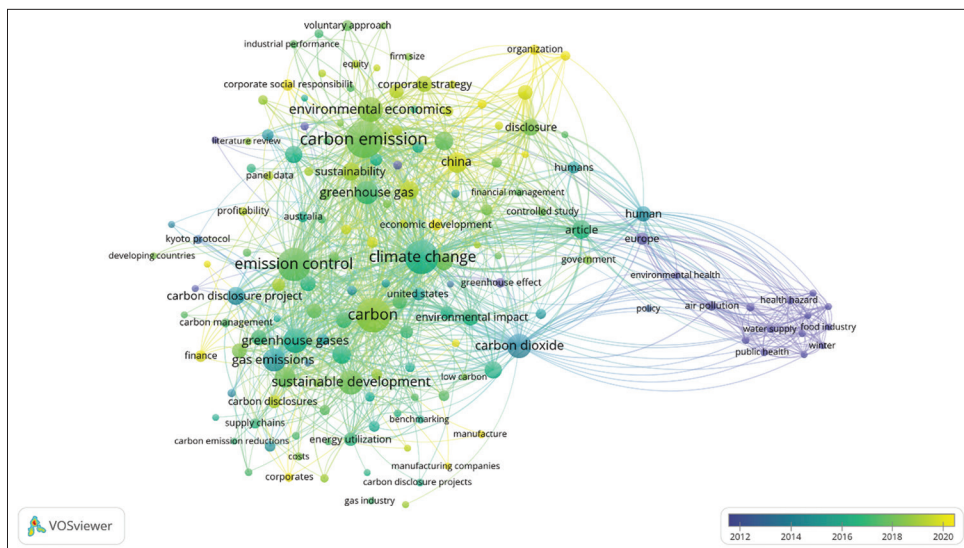 voluntary approach
industrial performance
organization
firm size
equity
corporate social responsibilit
corporate strategy
environmental economics
disclosure
carbon emission
literature review
china
humans
panel data
sustainability
greenhouse gas
financial management
profitability
controlled study
human
australia
economic development
article
kyoto protocol
europe
developing countries
climate change
government
emission control
environmental health
greenhouse effect
carbon disclosure project
united states
health hazard
air pollution
policy
carbon
environmental impact
carbon management
water supply
food industry
greenhouse gases
carbon dioxide
winter
public health
finance
gas emissions
low carbon
sustainable development
carbon disclosures
benchmarking
supply chains
manufacture
carbon emission reductions
energy utilization
costs
manufacturing companies
corporates
carbon disclosure projects
gas industry
VOSviewer
2012 2014 2016 2018 2020